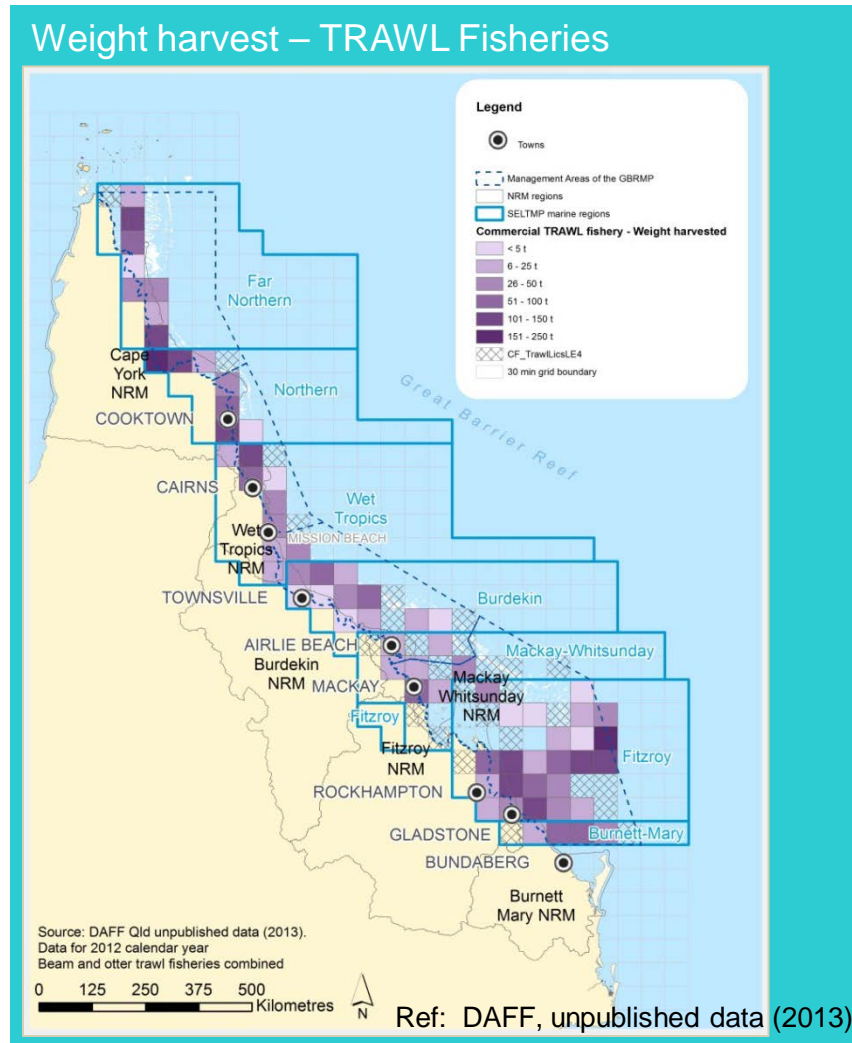 Weight harvest – TRAWL Fisheries
Legend
Towns
Management Areas of the GBRMP
NRM regions
SELTMP marine regions
Commercial TRAWL fishery - Weight harvested
< 5 t
6 - 25 t
26 - 50 t
51 - 100 t
101 - 150 t
151 - 250 t
CF_TrawlLicsLE4
30 min grid boundary
Far
Northern
Cape
York
NRM
Northern
COOKTOWN
Great Barrier Reef
CAIRNS
Wet
Tropics
Wet
Tropics
NRM
MISSION BEACH
TOWNSVILLE
Burdekin
AIRLIE BEACH
Mackay-Whitsunday
Burdekin
NRM
MACKAY
Mackay
Whitsunday
NRM
Fitzroy
Fitzroy
NRM
Fitzroy
ROCKHAMPTON
GLADSTONE
Burnett-Mary
BUNDABERG
Burnett
Mary NRM
Source: DAFF Qld unpublished data (2013).
Data for 2012 calendar year
Beam and otter trawl fisheries combined
0 125 250 375 500
Kilometres
N
Ref: DAFF, unpublished data (2013)